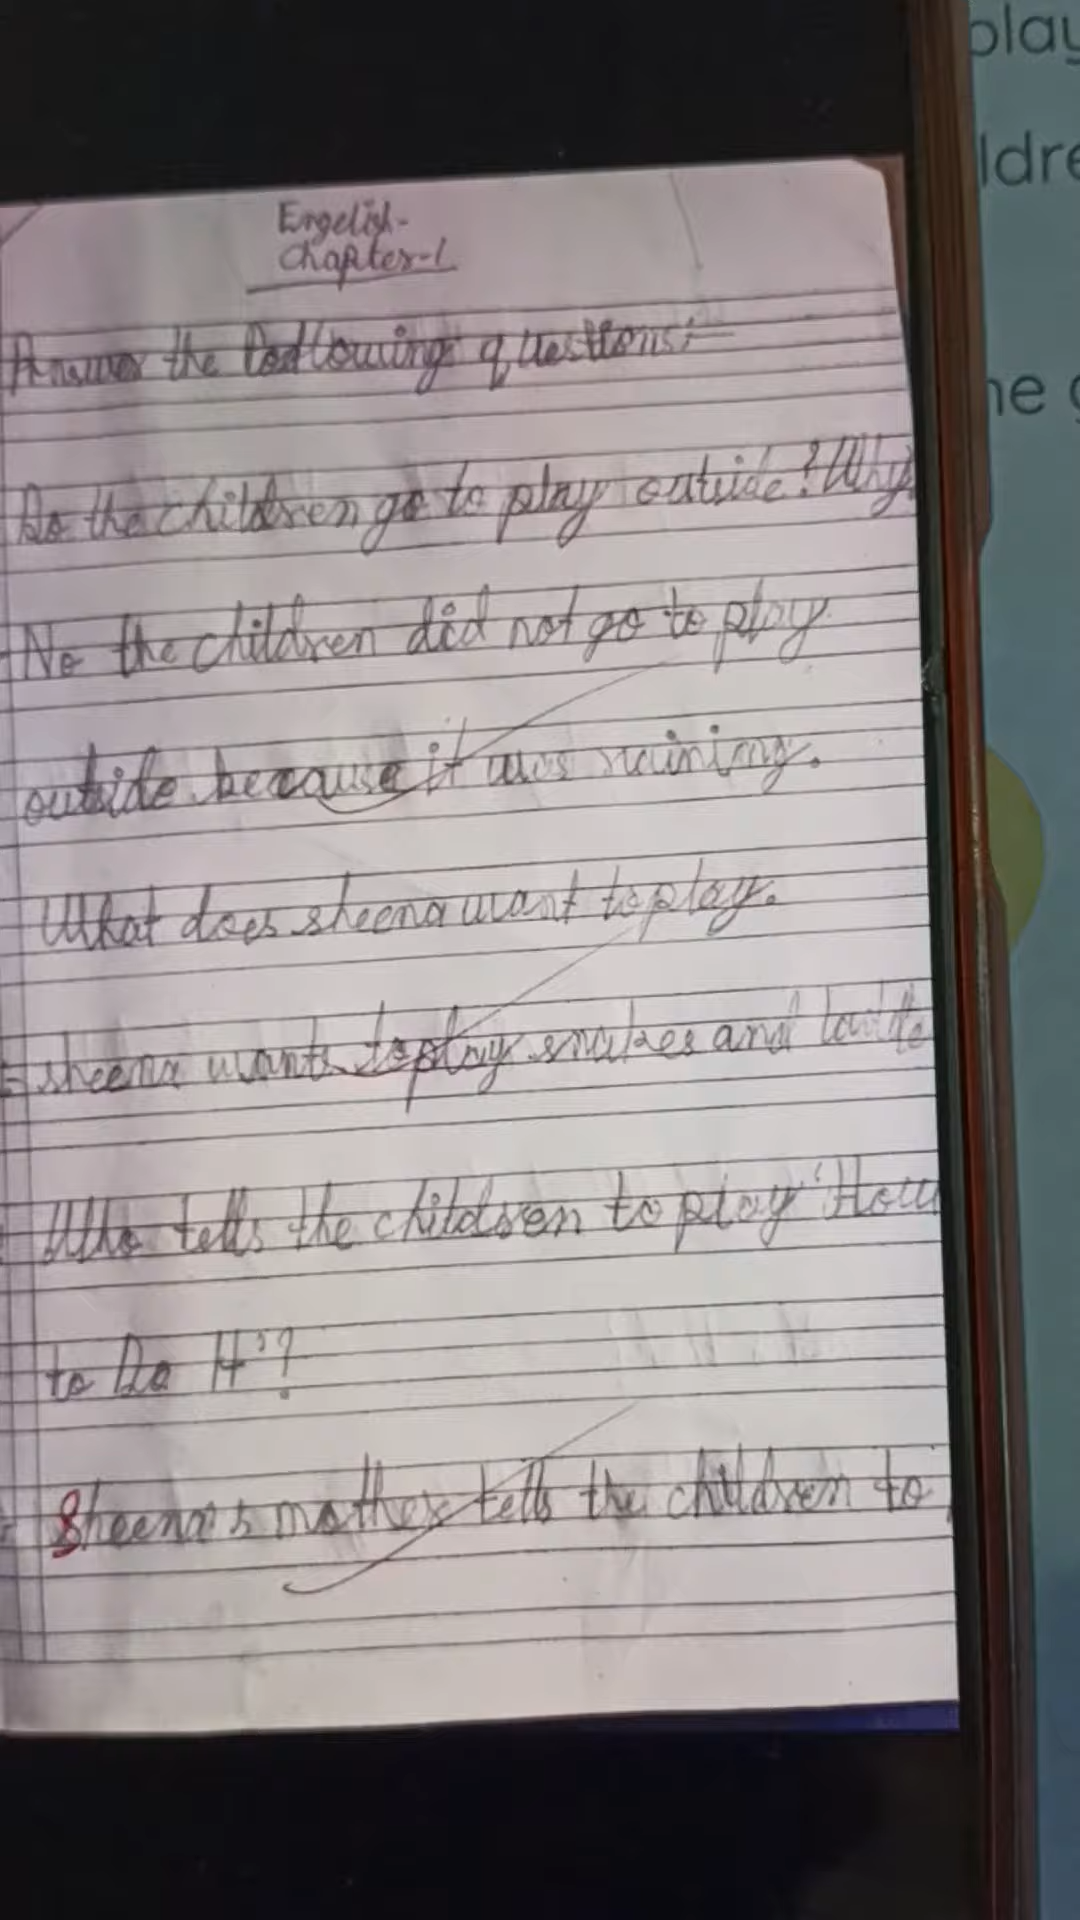 Engelish-
Chapter-1
Answer the Following questions:-
Do the children go to play outside? Why
No the children did not go to play
outside because it was raining.
What does sheena want to play.
sheena wants to play snakes and
Who tells the children to play 'How
to Do It'?
Sheena's mother tells the children to
play
ldre
he g